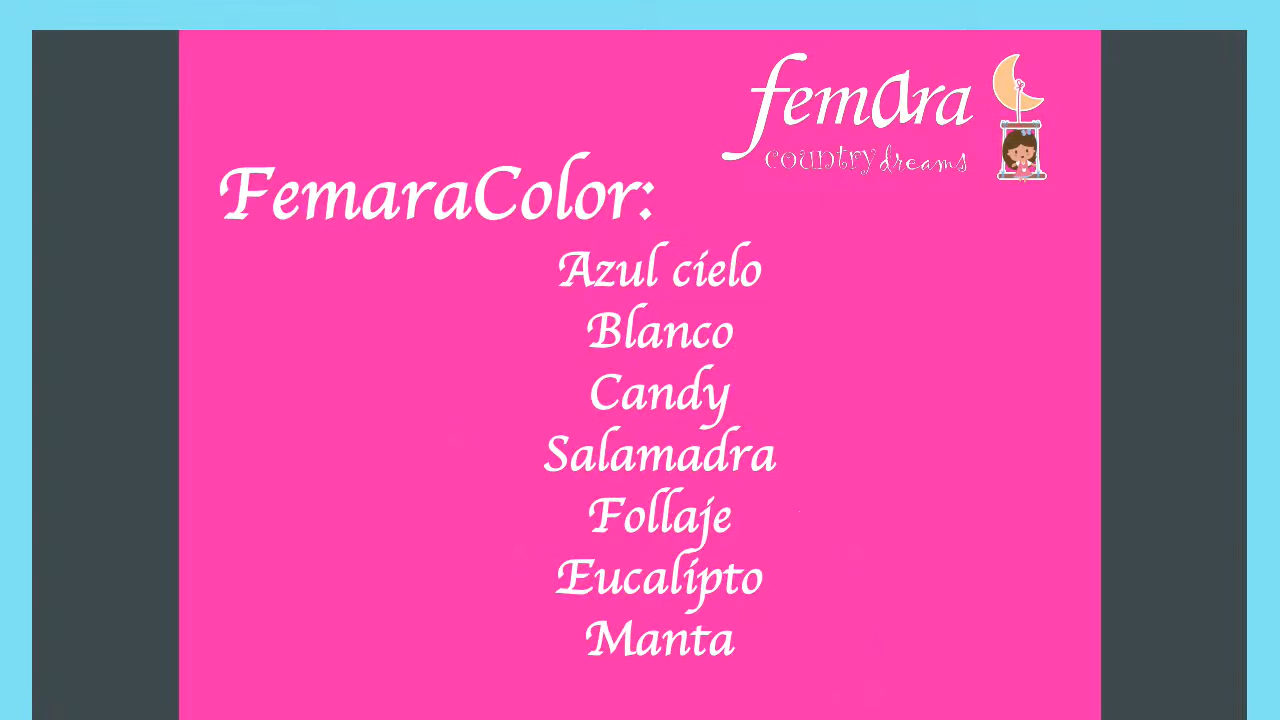 femara
country dreams
FemaraColor:
Azul cielo
Blanco
Candy
Salamadra
Follaje
Eucalipto
Manta